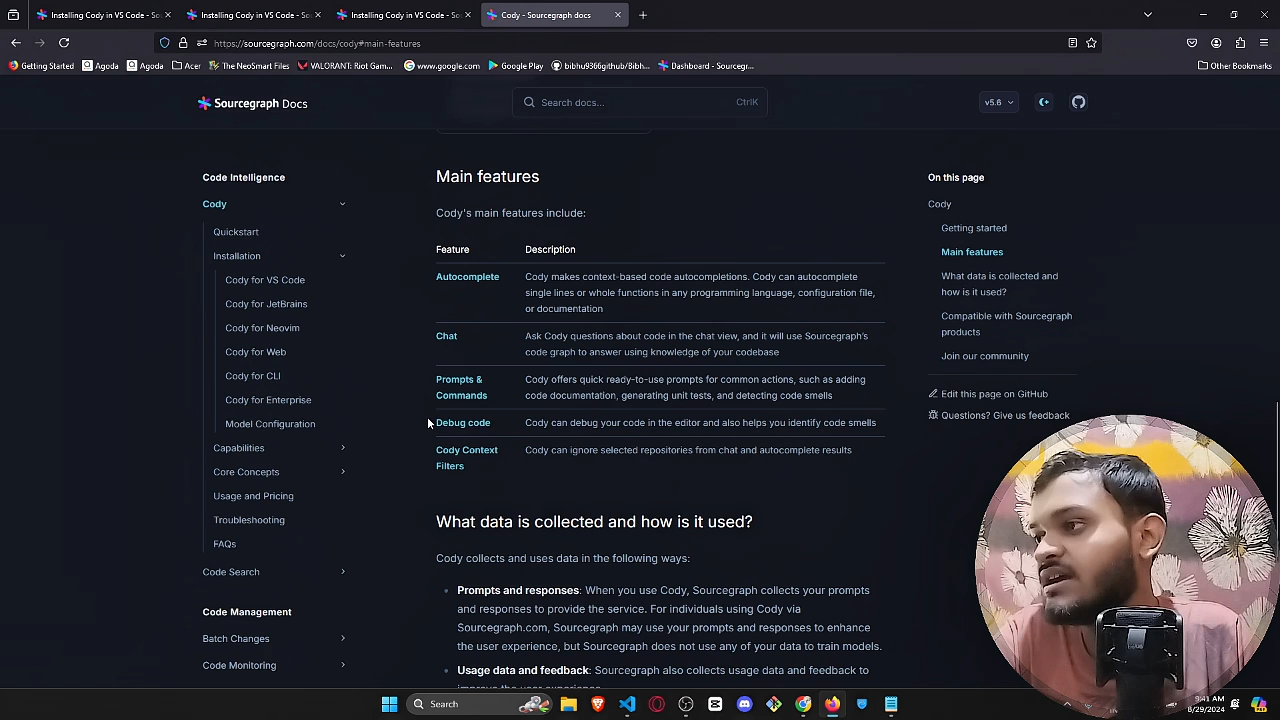 Installing Cody in VS Code - So
Installing Cody in VS Code - So
Installing Cody in VS Code - So
Cody - Sourcegraph docs
https://sourcegraph.com/docs/cody#main-features
Getting Started
Agoda
Agoda
Acer
The NeoSmart Files
VALORANT: Riot Gam...
www.google.com
Google Play
bibhu9366github/Bibh...
Dashboard - Sourcegr...
Other Bookmarks
Sourcegraph Docs
Search docs...
CtrlK
v5.6
Code Intelligence
Cody
Quickstart
Installation
Cody for VS Code
Cody for JetBrains
Cody for Neovim
Cody for Web
Cody for CLI
Cody for Enterprise
Model Configuration
Capabilities
Core Concepts
Usage and Pricing
Troubleshooting
FAQs
Code Search
Code Management
Batch Changes
Code Monitoring
Main features
Cody's main features include:
Feature Description
Autocomplete Cody makes context-based code autocompletions. Cody can autocomplete
single lines or whole functions in any programming language, configuration file,
or documentation
Chat Ask Cody questions about code in the chat view, and it will use Sourcegraph's
code graph to answer using knowledge of your codebase
Prompts & Cody offers quick ready-to-use prompts for common actions, such as adding
Commands code documentation, generating unit tests, and detecting code smells
Debug code Cody can debug your code in the editor and also helps you identify code smells
Cody Context Cody can ignore selected repositories from chat and autocomplete results
Filters
What data is collected and how is it used?
Cody collects and uses data in the following ways:
Prompts and responses: When you use Cody, Sourcegraph collects your prompts
and responses to provide the service. For individuals using Cody via
Sourcegraph.com, Sourcegraph may use your prompts and responses to enhance
the user experience, but Sourcegraph does not use any of your data to train models.
Usage data and feedback: Sourcegraph also collects usage data and feedback to
improve the user experience
On this page
Cody
Getting started
Main features
What data is collected and
how is it used?
Compatible with Sourcegraph
products
Join our community
Edit this page on GitHub
Questions? Give us feedback
Search
9:41 AM
8/29/2024